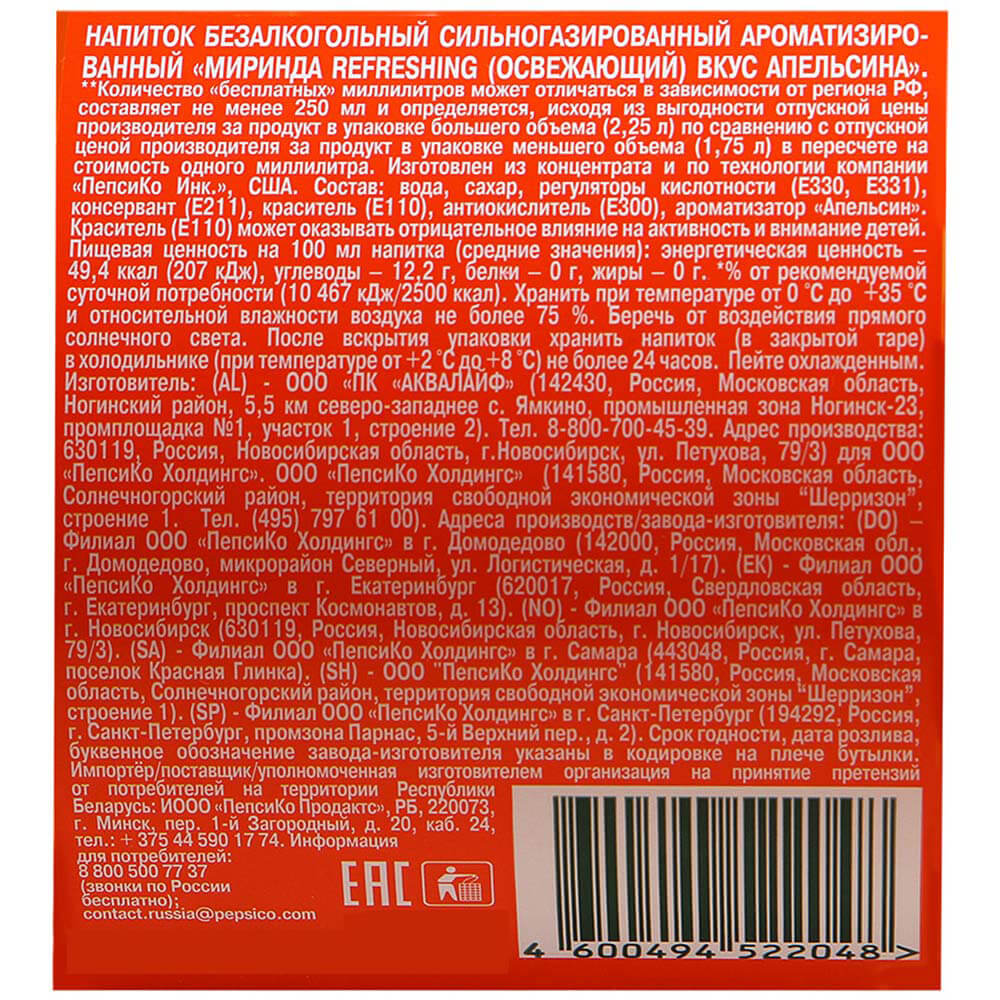 НАПИТОК БЕЗАЛКОГОЛЬНЫЙ СИЛЬНОГАЗИРОВАННЫЙ АРОМАТИЗИРО-
ВАННЫЙ «МИРИНДА REFRESHING (ОСВЕЖАЮЩИЙ) ВКУС АПЕЛЬСИНА».
**Количество «бесплатных» миллилитров может отличаться в зависимости от региона РФ,
составляет не менее 250 мл и определяется, исходя из выгодности отпускной цены
производителя за продукт в упаковке большего объема (2,25 л) по сравнению с отпускной
ценой производителя за продукт в упаковке меньшего объема (1,75 л) в пересчете на
стоимость одного миллилитра. Изготовлен из концентрата и по технологии компании
«ПепсиКо Инк.», США. Состав: вода, сахар, регуляторы кислотности (Е330, Е331),
консервант (Е211), краситель (Е110), антиокислитель (Е300), ароматизатор «Апельсин».
Краситель (Е110) может оказывать отрицательное влияние на активность и внимание детей.
Пищевая ценность на 100 мл напитка (средние значения): энергетическая ценность –
49,4 ккал (207 кДж), углеводы – 12,2 г, белки – 0 г, жиры – 0 г. *% от рекомендуемой
суточной потребности (10 467 кДж/2500 ккал). Хранить при температуре от 0 °С до +35 °С
и относительной влажности воздуха не более 75 %. Беречь от воздействия прямого
солнечного света. После вскрытия упаковки хранить напиток (в закрытой таре)
в холодильнике (при температуре от +2 °С до +8 °С) не более 24 часов. Пейте охлажденным.
Изготовитель: (AL) - ООО «ПК «АКВАЛАЙФ» (142430, Россия, Московская область,
Ногинский район, 5,5 км северо-западнее с. Ямкино, промышленная зона Ногинск-23,
промплощадка №1, участок 1, строение 2). Тел. 8-800-700-45-39. Адрес производства:
630119, Россия, Новосибирская область, г.Новосибирск, ул. Петухова, 79/3) для ООО
«ПепсиКо Холдингс». ООО «ПепсиКо Холдингс» (141580, Россия, Московская область,
Солнечногорский район, территория свободной экономической зоны "Шерризон",
строение 1. Тел. (495) 797 61 00). Адреса производств/завода-изготовителя: (DO) –
Филиал ООО «ПепсиКо Холдингс» в г. Домодедово (142000, Россия, Московская обл.,
г. Домодедово, микрорайон Северный, ул. Логистическая, д. 1/17). (ЕК) - Филиал ООО
«ПепсиКо Холдингс» в г. Екатеринбург (620017, Россия, Свердловская область,
г. Екатеринбург, проспект Космонавтов, д. 13). (NO) - Филиал ООО «ПепсиКо Холдингс» в
г. Новосибирск (630119, Россия, Новосибирская область, г. Новосибирск, ул. Петухова,
79/3). (SA) - Филиал ООО «ПепсиКо Холдингс» в г. Самара (443048, Россия, г. Самара,
поселок Красная Глинка). (SH) - ООО "ПепсиКо Холдингс" (141580, Россия, Московская
область, Солнечногорский район, территория свободной экономической зоны "Шерризон",
строение 1). (SP) - Филиал ООО «ПепсиКо Холдингс» в г. Санкт-Петербург (194292, Россия,
г. Санкт-Петербург, промзона Парнас, 5-й Верхний пер., д. 2). Срок годности, дата розлива,
буквенное обозначение завода-изготовителя указаны в кодировке на плече бутылки.
Импортёр/поставщик/уполномоченная изготовителем организация на принятие претензий
от потребителей на территории Республики
Беларусь: ИООО «ПепсиКо Продактс», РБ, 220073,
г. Минск, пер. 1-й Загородный, д. 20, каб. 24,
тел.: + 375 44 590 17 74. Информация
для потребителей:
8 800 500 77 37
(звонки по России
бесплатно);
contact.russia@pepsico.com
EAC
4 600494 522048 >